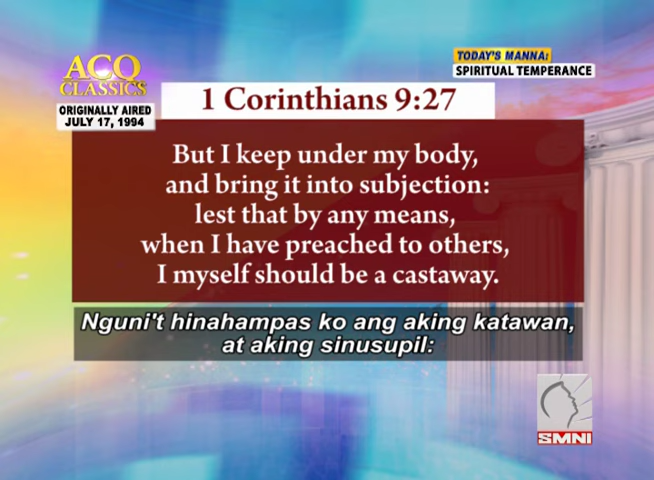 ACQ
CLASSICS
ORIGINALLY AIRED
JULY 17, 1994
TODAY'S MANNA:
SPIRITUAL TEMPERANCE
1 Corinthians 9:27
But I keep under my body,
and bring it into subjection:
lest that by any means,
when I have preached to others,
I myself should be a castaway.
Nguni't hinahampas ko ang aking katawan,
at aking sinusupil:
SMNI